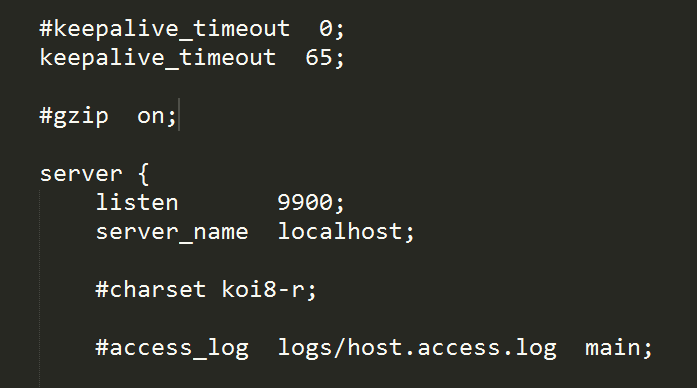 #keepalive_timeout  0;
keepalive_timeout  65;
#gzip  on;
server {
    listen       9900;
    server_name  localhost;
    #charset koi8-r;
    #access_log  logs/host.access.log  main;